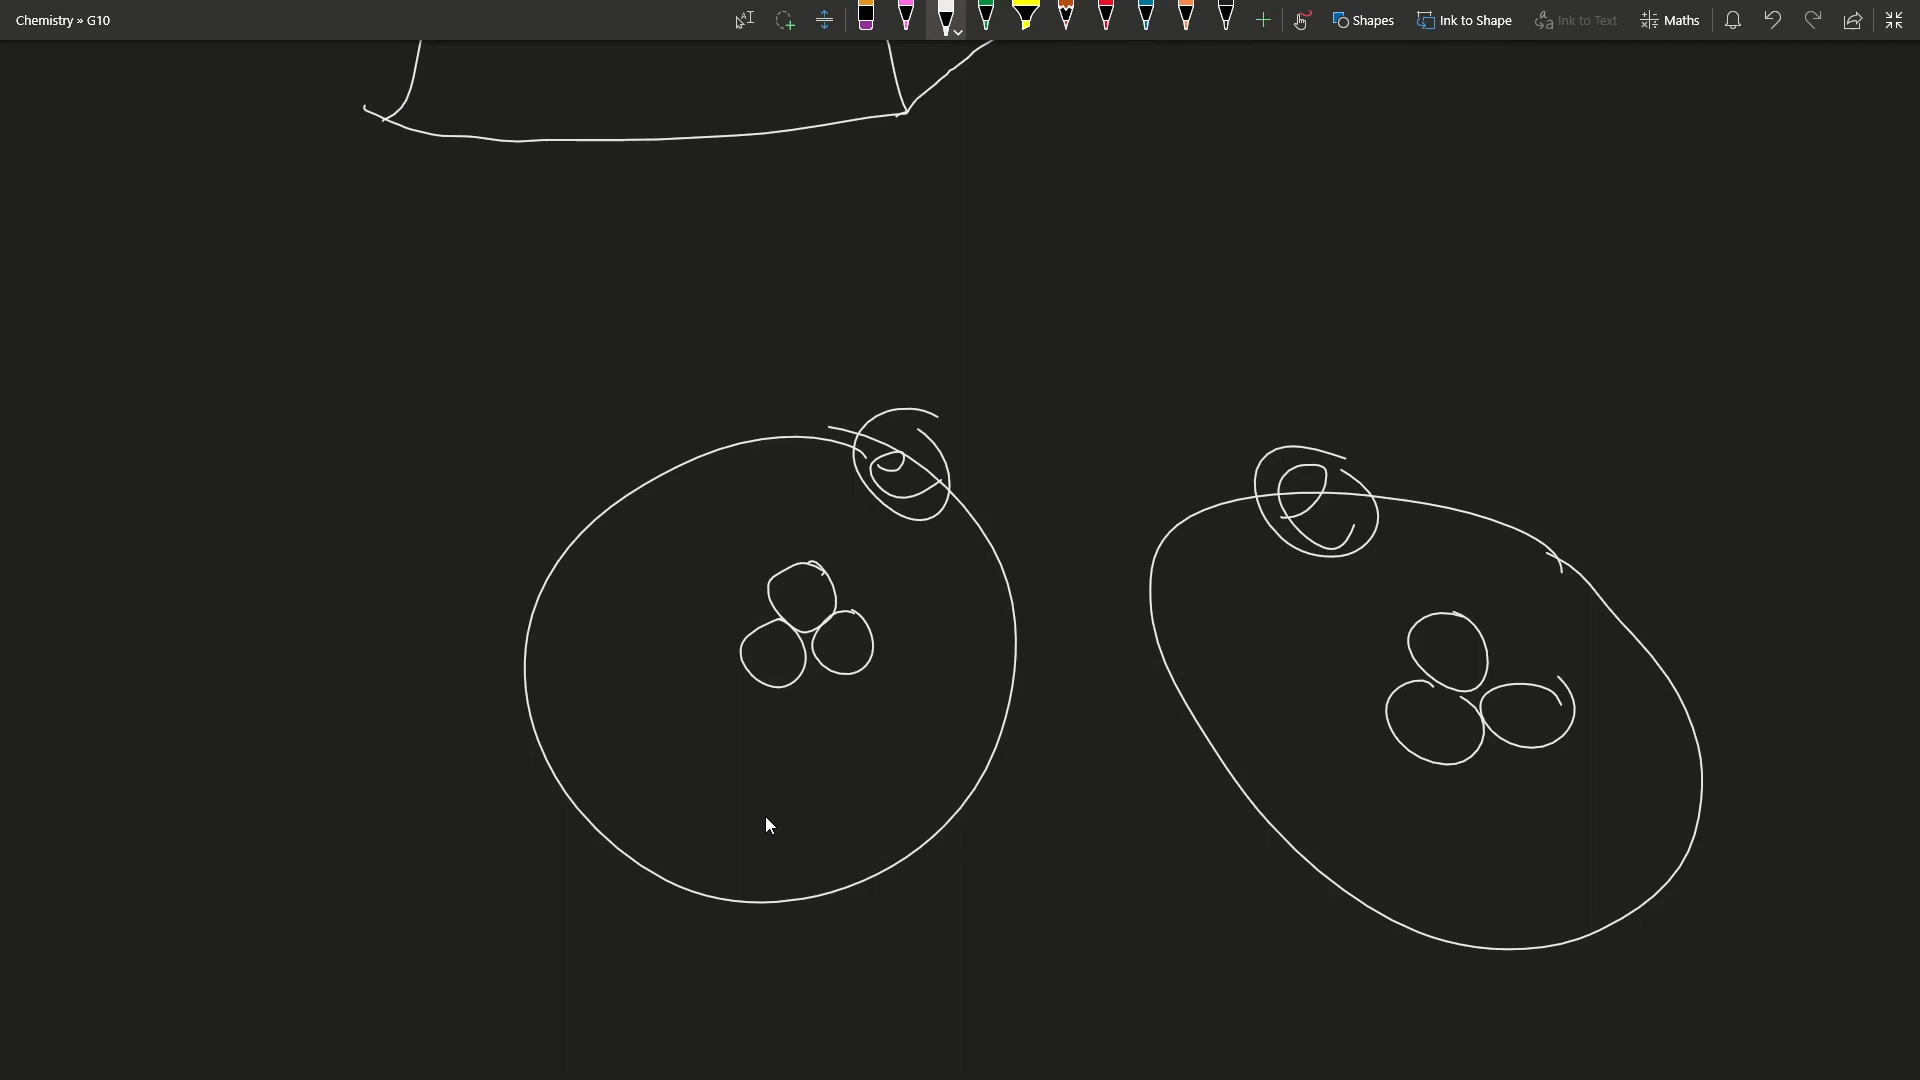 Chemistry » G10
Shapes
Ink to Shape
Ink to Text
Maths